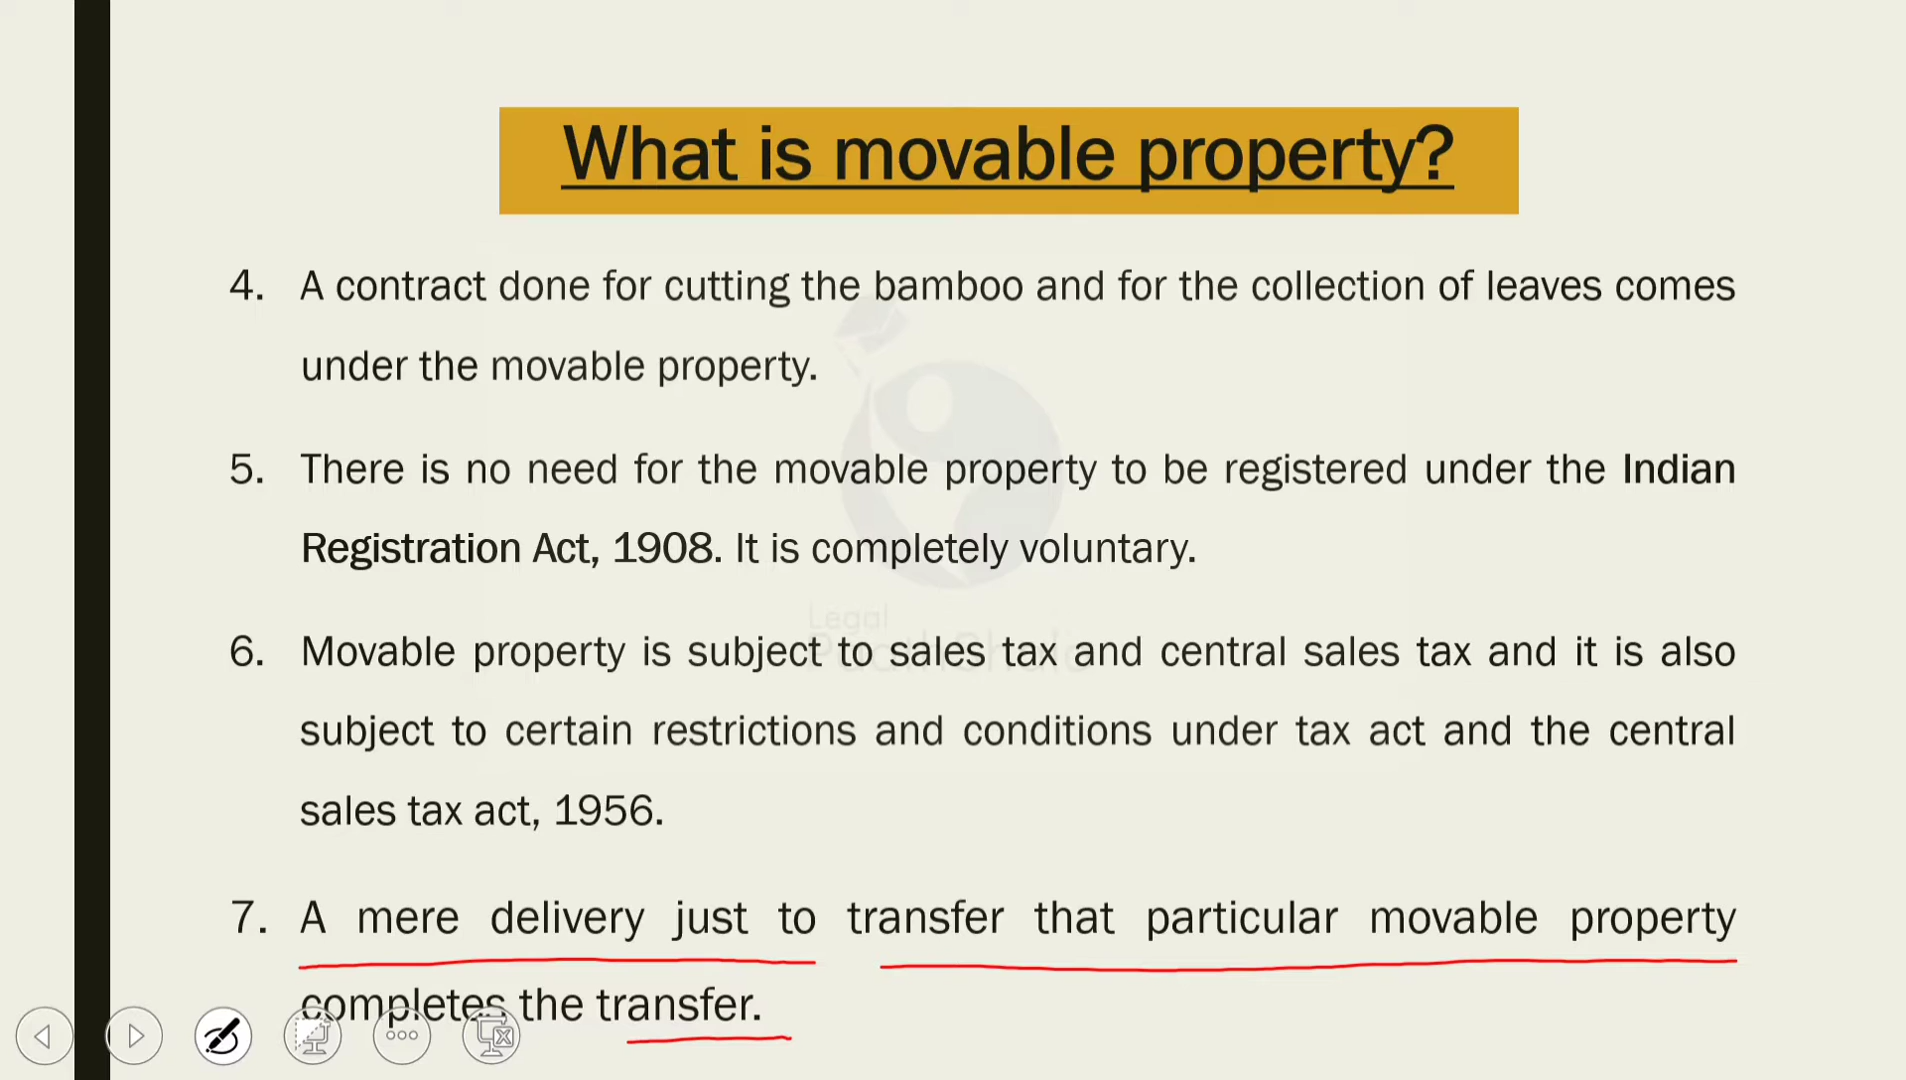 What is movable property?
4. A contract done for cutting the bamboo and for the collection of leaves comes
under the movable property.
5. There is no need for the movable property to be registered under the Indian
Registration Act, 1908. It is completely voluntary.
Legal
6. Movable property is subject to sales tax and central sales tax and it is also
subject to certain restrictions and conditions under tax act and the central
sales tax act, 1956.
7. A mere delivery just to transfer that particular movable property
completes the transfer.